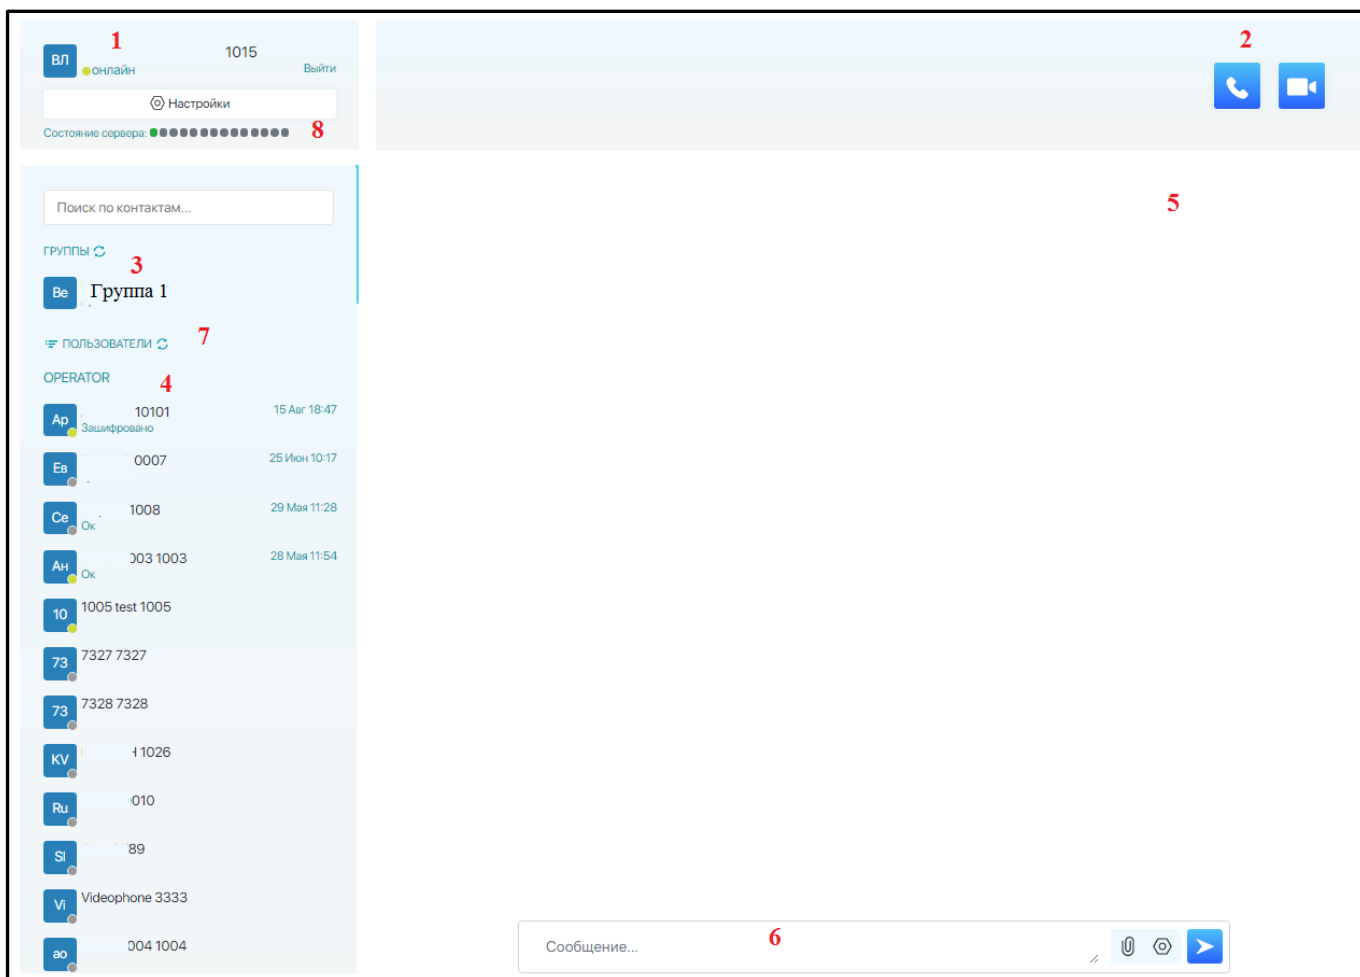 1
ВЛ
1015
онлайн
Выйти
Настройки
Состояние сервера:
8
2
Поиск по контактам...
ГРУППЫ
3
Ве
Группа 1
ПОЛЬЗОВАТЕЛИ
7
OPERATOR
4
Ар
10101
15 Авг 18:47
Зашифровано
Ев
0007
25 Июн 10:17
Се
1008
29 Мая 11:28
Ок
Ан
003 1003
28 Мая 11:54
Ок
10
1005 test 1005
73
7327 7327
73
7328 7328
KV
1026
Ru
010
Sl
89
Vi
Videophone 3333
ао
004 1004
5
Сообщение...
6